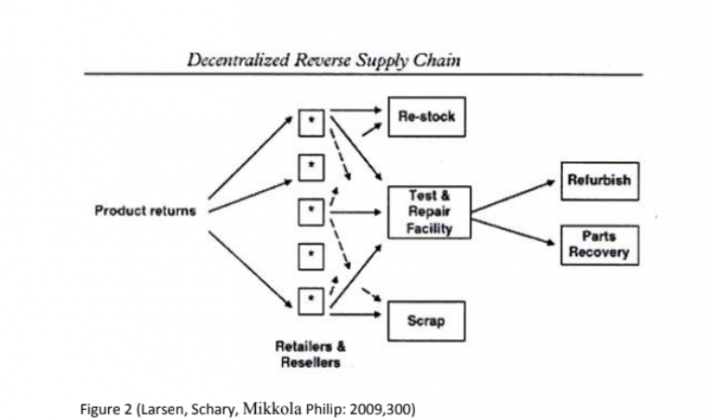 Decentralized Reverse Supply Chain
*
Re-stock
*
Refurbish
Product returns
*
Test &
Repair
Facility
Parts
Recovery
*
*
Scrap
Retailers &
Resellers
Figure 2 (Larsen, Schary, Mikkola Philip: 2009,300)